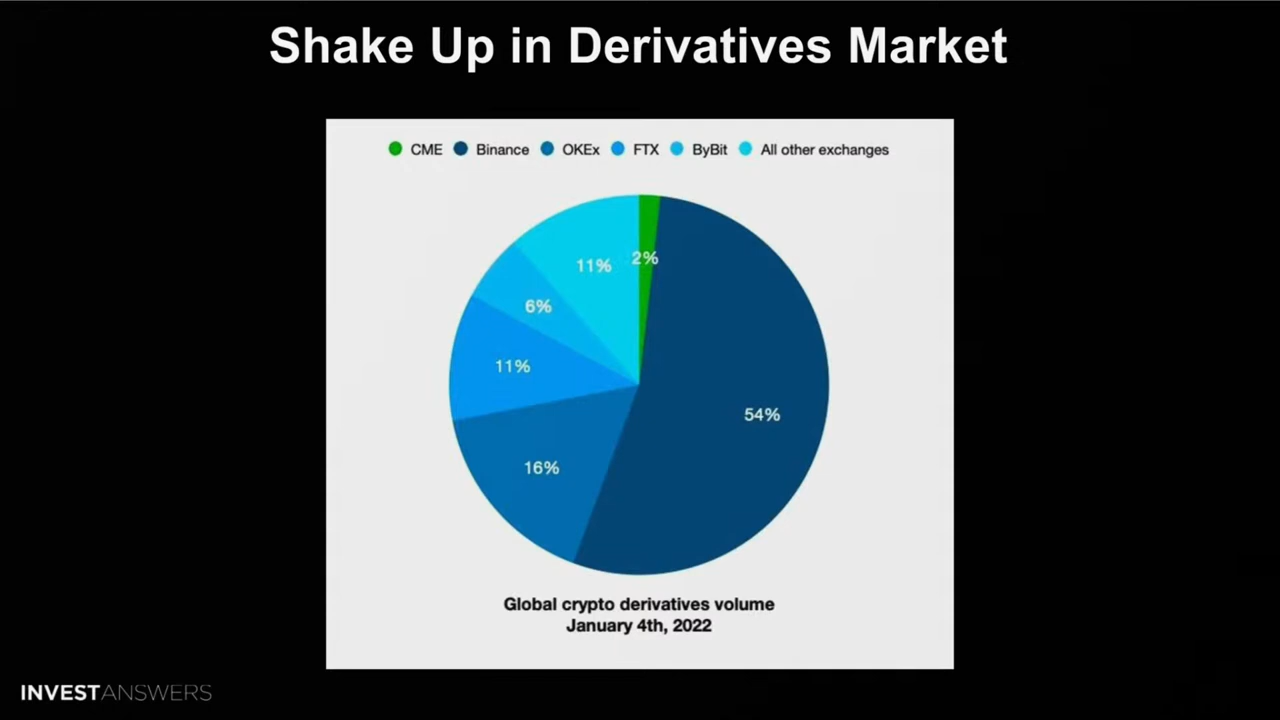 Shake Up in Derivatives Market
CME Binance OKEx FTX ByBit All other exchanges
11% 2%
6%
11%
54%
16%
Global crypto derivatives volume
January 4th, 2022
INVESTANSWERS